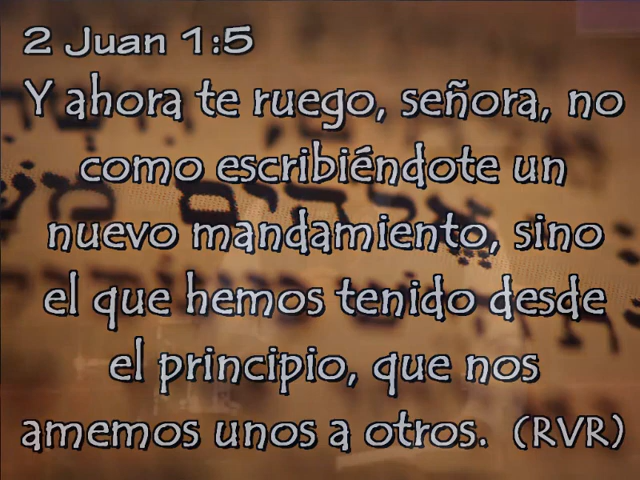 2 Juan 1:5
Y ahora te ruego, señora, no
como escribiéndote un
nuevo mandamiento, sino
el que hemos tenido desde
el principio, que nos
amemos unos a otros. (RVR)